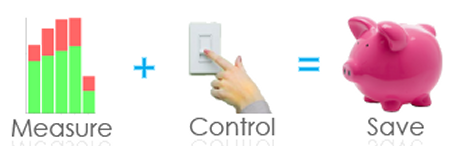 + =
Measure Control Save